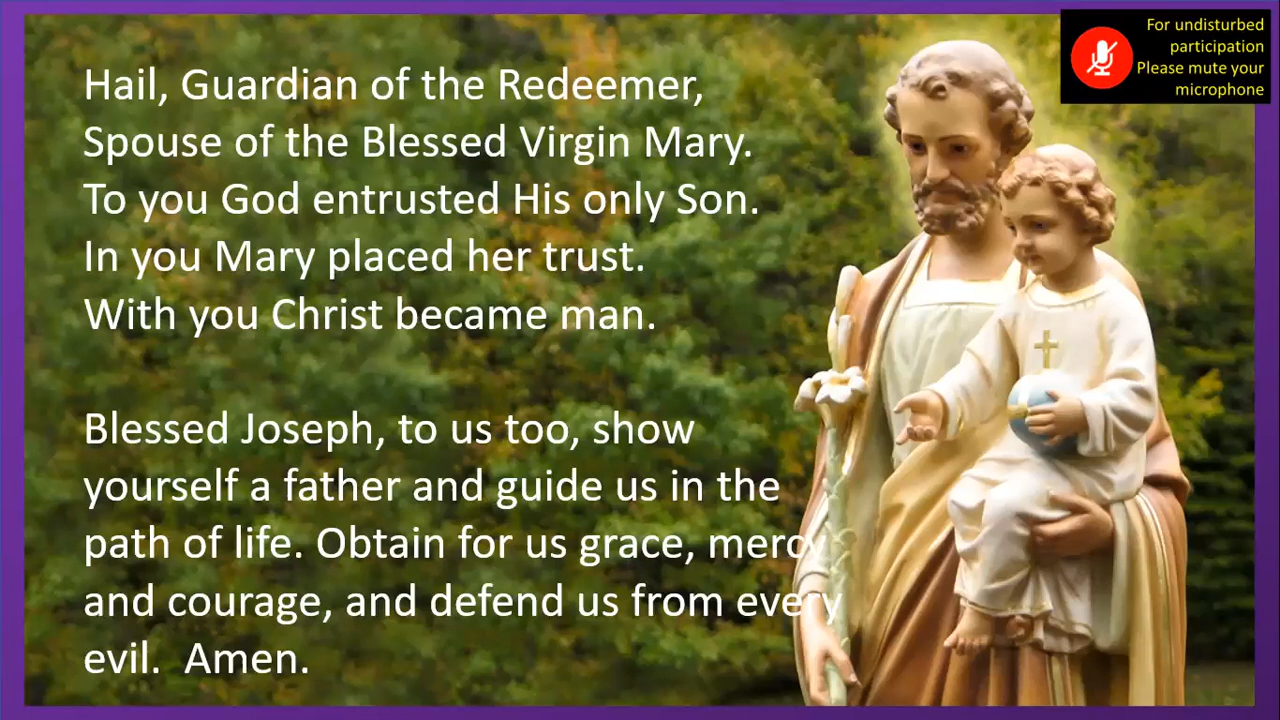 Hail, Guardian of the Redeemer,
Spouse of the Blessed Virgin Mary.
To you God entrusted His only Son.
In you Mary placed her trust.
With you Christ became man.
Blessed Joseph, to us too, show
yourself a father and guide us in the
path of life. Obtain for us grace, mercy
and courage, and defend us from every
evil.  Amen.
For undisturbed
participation
Please mute your
microphone